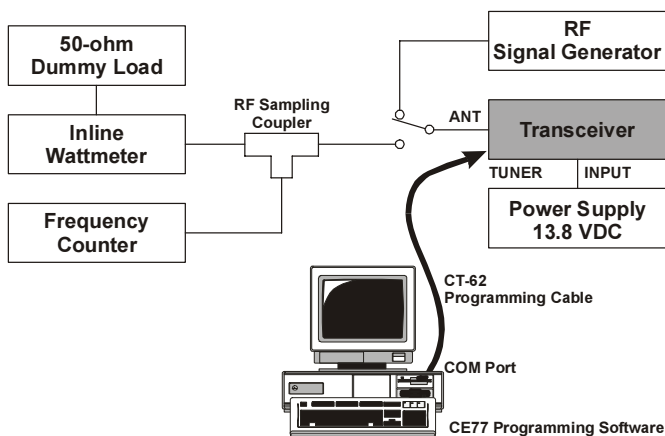 50-ohm
Dummy Load
RF
Signal Generator
RF Sampling
Coupler
ANT
Inline
Wattmeter
Transceiver
TUNER
INPUT
Frequency
Counter
Power Supply
13.8 VDC
CT-62
Programming Cable
COM Port
CE77 Programming Software